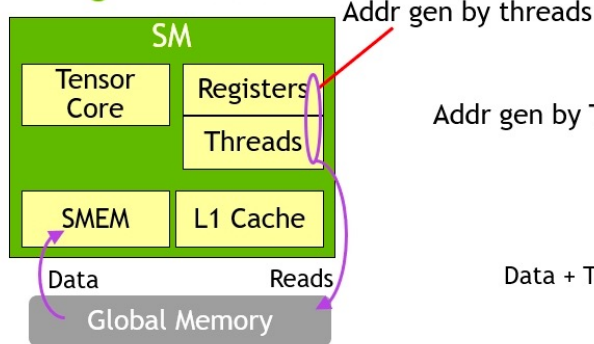 Addr gen by threads
SM
Tensor
Core
Registers
Threads
Addr gen by T
SMEM
L1 Cache
Data
Reads
Data + T
Global Memory